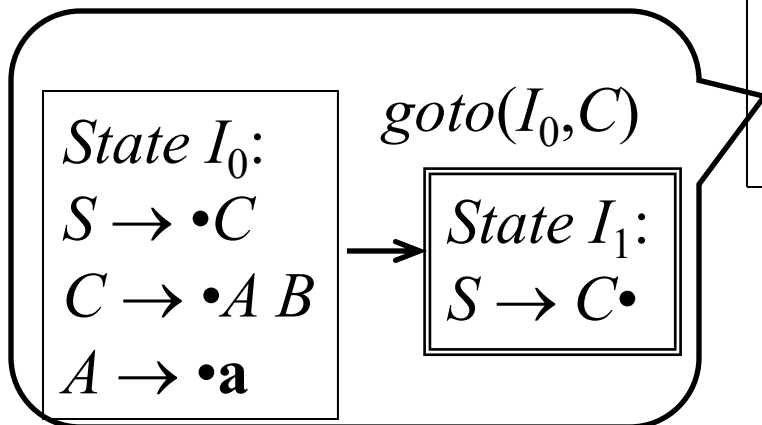 State I₀:
S → •C
C → •A B
A → •a
goto(I₀,C)
State I₁:
S → C•